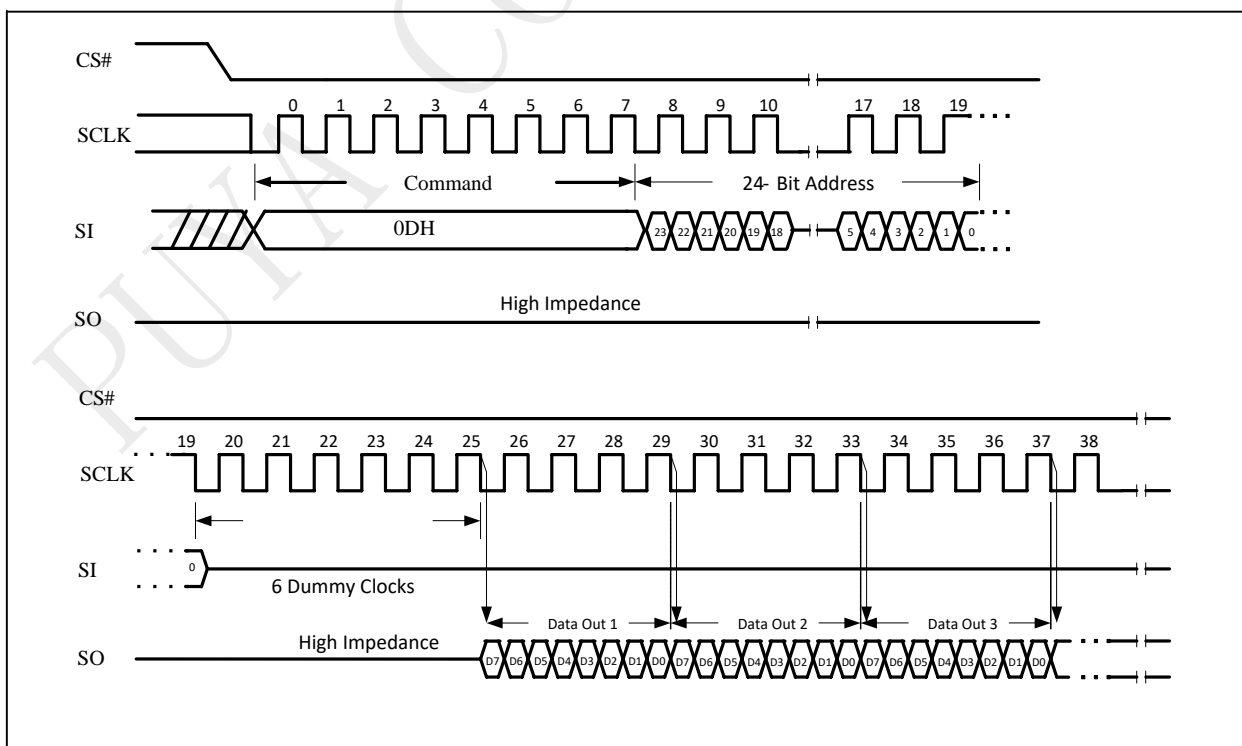 PUYA CO
CS#
0 1 2 3 4 5 6 7 8 9 10 17 18 19
SCLK
Command 24- Bit Address
SI 0DH 23 22 21 20 19 18 5 4 3 2 1 0
High Impedance
SO
CS#
19 20 21 22 23 24 25 26 27 28 29 30 31 32 33 34 35 36 37 38
SCLK
SI 0
6 Dummy Clocks
Data Out 1 Data Out 2 Data Out 3
High Impedance
SO D7 D6 D5 D4 D3 D2 D1 D0 D7 D6 D5 D4 D3 D2 D1 D0 D7 D6 D5 D4 D3 D2 D1 D0